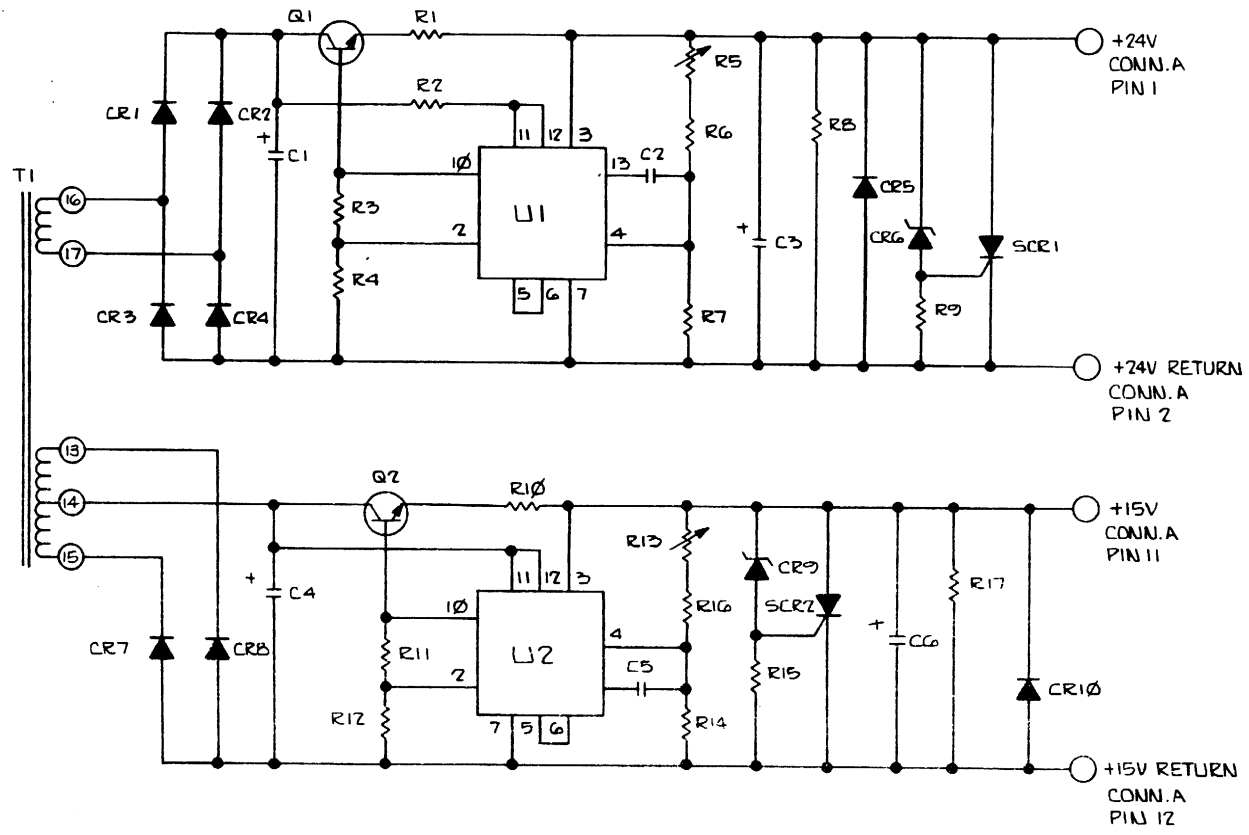 Q1
R1
+24V
CONN.A
PIN 1
R5
R2
CR1
CR2
+
C1
11
12
3
R6
R8
10
13
C2
T1
16
R3
U1
CR5
2
4
+
C3
CR6
SCR1
17
R4
5
6
7
R7
R9
CR3
CR4
+24V RETURN
CONN.A
PIN 2
13
Q2
R10
14
+15V
CONN.A
PIN 11
R13
15
11
12
3
CR9
+
C4
R17
10
R16
SCR2
4
+
C6
CR7
CR8
R11
U2
2
C5
R15
CR10
R12
7
5
6
R14
+15V RETURN
CONN.A
PIN 12